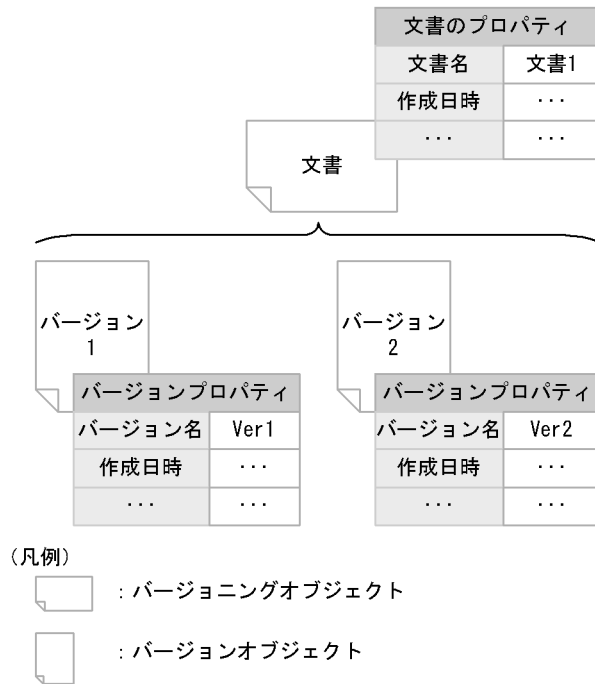 文書のプロパティ
文書名 文書1
作成日時 ...
... ...
文書
バージョン
1
バージョンプロパティ
バージョン名 Ver1
作成日時 ...
... ...
バージョン
2
バージョンプロパティ
バージョン名 Ver2
作成日時 ...
... ...
(凡例)
:バージョニングオブジェクト
:バージョンオブジェクト